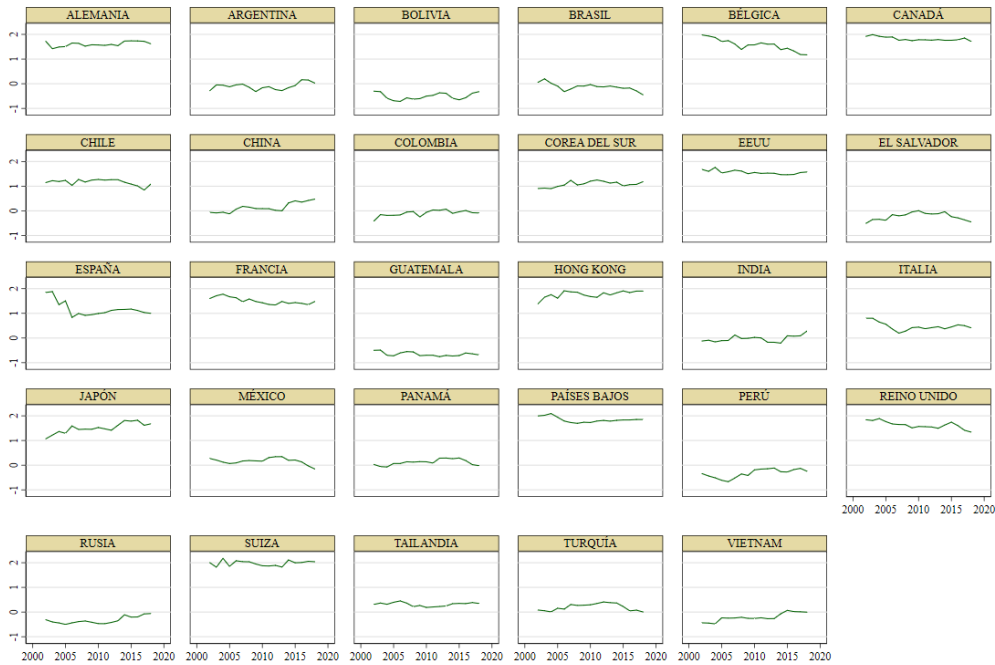 ALEMANIA ARGENTINA BOLIVIA BRASIL BÉLGICA CANADÁ
2
1
0
-1
CHILE CHINA COLOMBIA COREA DEL SUR EEUU EL SALVADOR
2
1
0
-1
ESPAÑA FRANCIA GUATEMALA HONG KONG INDIA ITALIA
2
1
0
-1
JAPÓN MÉXICO PANAMÁ PAÍSES BAJOS PERÚ REINO UNIDO
2
1
0
-1
2000 2005 2010 2015 2020
RUSIA SUIZA TAILANDIA TURQUÍA VIETNAM
2
1
0
-1
2000 2005 2010 2015 2020 2000 2005 2010 2015 2020 2000 2005 2010 2015 2020 2000 2005 2010 2015 2020 2000 2005 2010 2015 2020